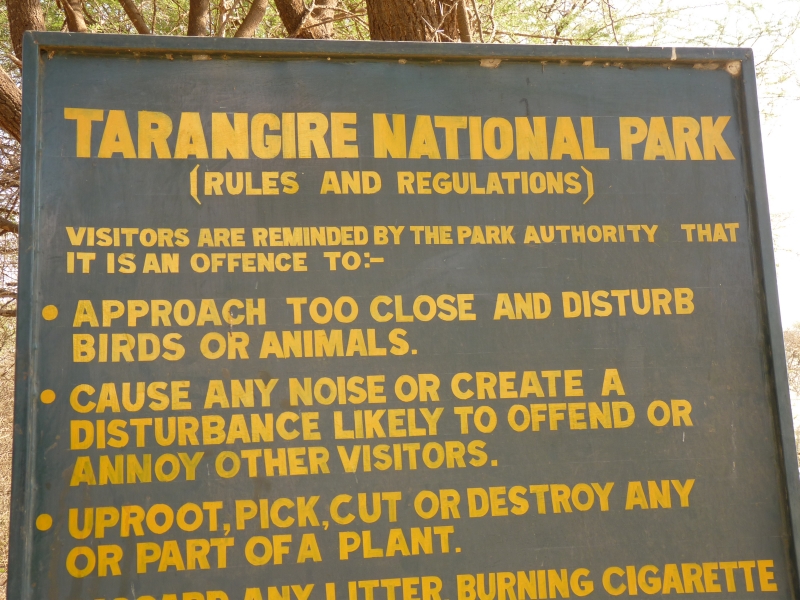 TARANGIRE NATIONAL PARK
(RULES AND REGULATIONS)
VISITORS ARE REMINDED BY THE PARK AUTHORITY THAT
IT IS AN OFFENCE TO:-
• APPROACH TOO CLOSE AND DISTURB
BIRDS OR ANIMALS.
• CAUSE ANY NOISE OR CREATE A
DISTURBANCE LIKELY TO OFFEND OR
ANNOY OTHER VISITORS.
• UPROOT, PICK, CUT OR DESTROY ANY
OR PART OF A PLANT.
ANY LITTER, BURNING CIGARETTE